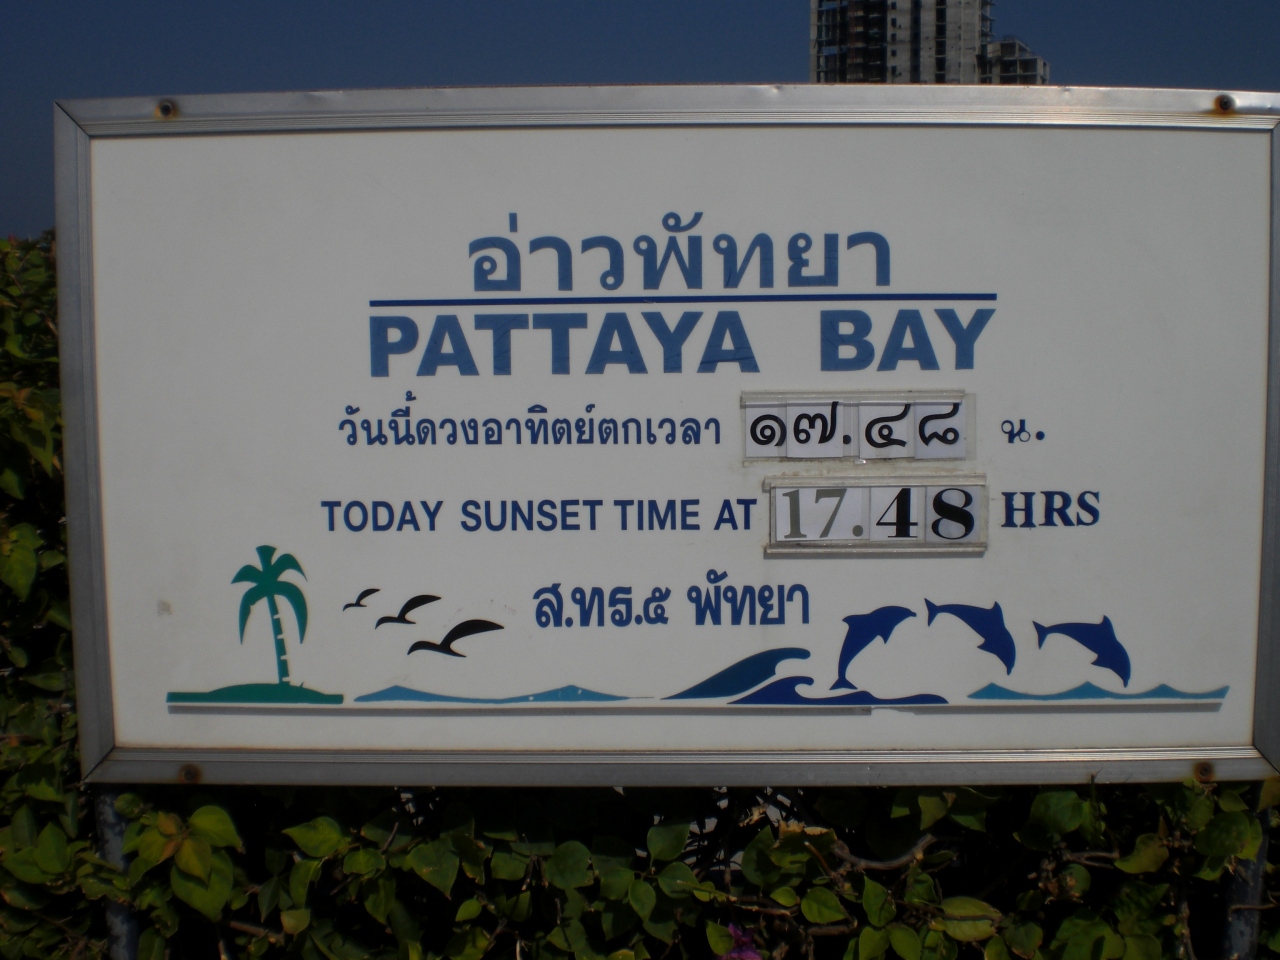 อ่าวพัทยา
PATTAYA BAY
วันนี้ดวงอาทิตย์ตกเวลา ๑๗.๔๘ น.
TODAY SUNSET TIME AT 17.48 HRS
ส.ทร.๕ พัทยา